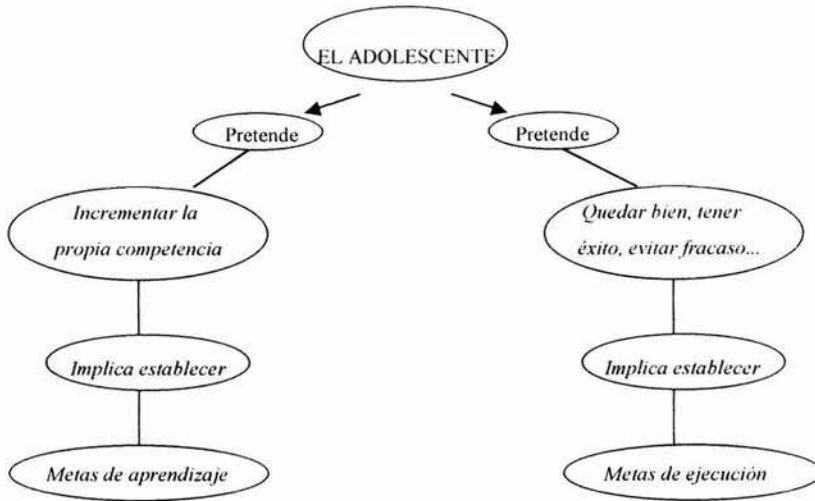 EL ADOLESCENTE
Pretende
Pretende
Incrementar la
propia competencia
Quedar bien, tener
éxito, evitar fracaso...
Implica establecer
Implica establecer
Metas de aprendizaje
Metas de ejecución